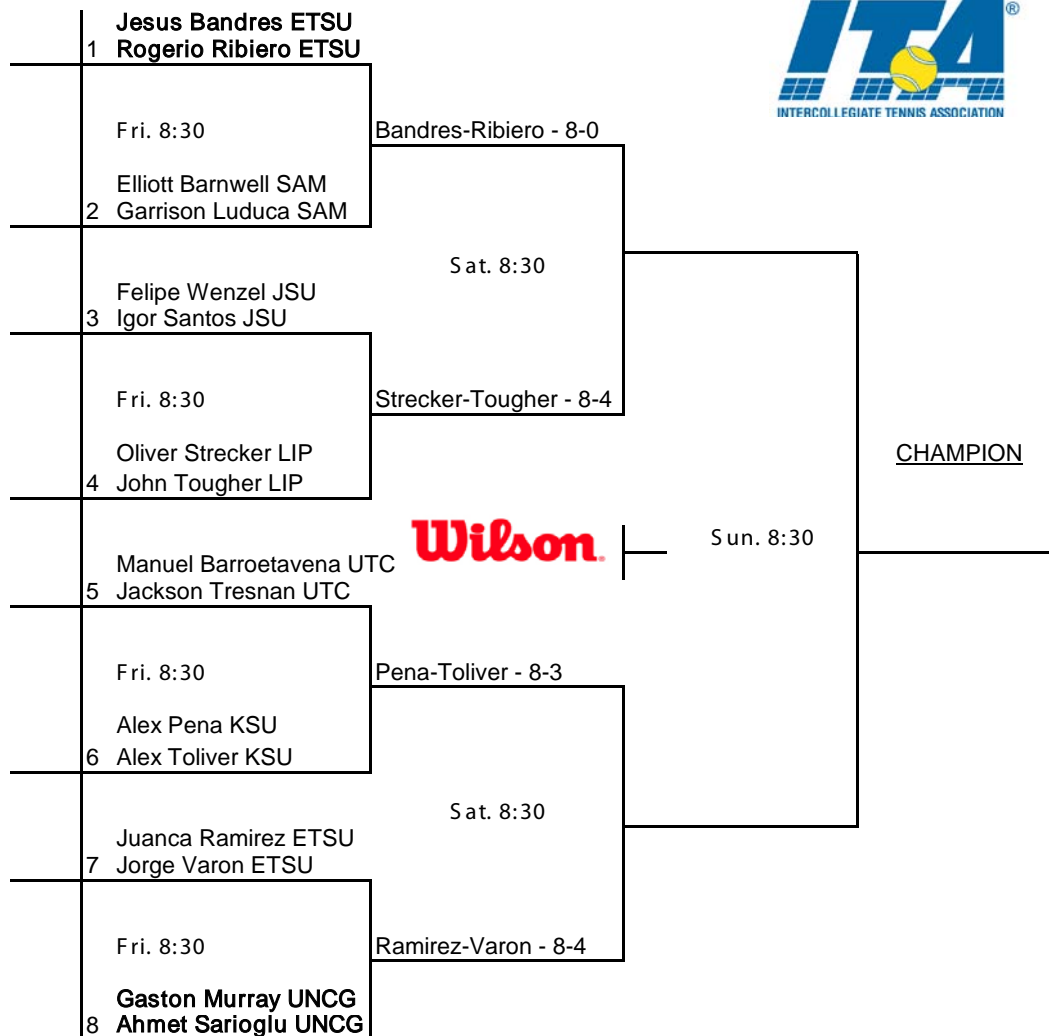 Jesus Bandres ETSU
1 Rogerio Ribiero ETSU
ITA®
INTERCOLLEGIATE TENNIS ASSOCIATION
Fri. 8:30
Bandres-Ribiero - 8-0
Elliott Barnwell SAM
2 Garrison Luduca SAM
Sat. 8:30
Felipe Wenzel JSU
3 Igor Santos JSU
Fri. 8:30
Strecker-Tougher - 8-4
Oliver Strecker LIP
4 John Tougher LIP
CHAMPION
Wilson.
Sun. 8:30
Manuel Barroetavena UTC
5 Jackson Tresnan UTC
Fri. 8:30
Pena-Toliver - 8-3
Alex Pena KSU
6 Alex Toliver KSU
Sat. 8:30
Juanca Ramirez ETSU
7 Jorge Varon ETSU
Fri. 8:30
Ramirez-Varon - 8-4
Gaston Murray UNCG
8 Ahmet Sarioglu UNCG